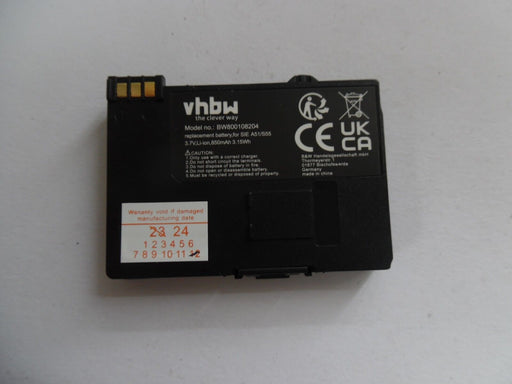 vhbw
the clever way
Model no.: BW800108204
replacement battery,for SIE A51/S55
3.7V,Li-ion,850mAh 3.15Wh
⚠CAUTION:
1.Only use with a correct charger.
2.Do not short circuit the terminals.
3.Do not dispose of battery in fire.
4.Do not open or disassemble battery.
5.Must be recycled or disposed of properly.
CE
UK
CA
B&W Handelsgesellschaft mbH
Germany
made in china
Warranty void if damaged
manufacturing date
23 24
1 2 3 4 5 6
7 8 9 10 11 12